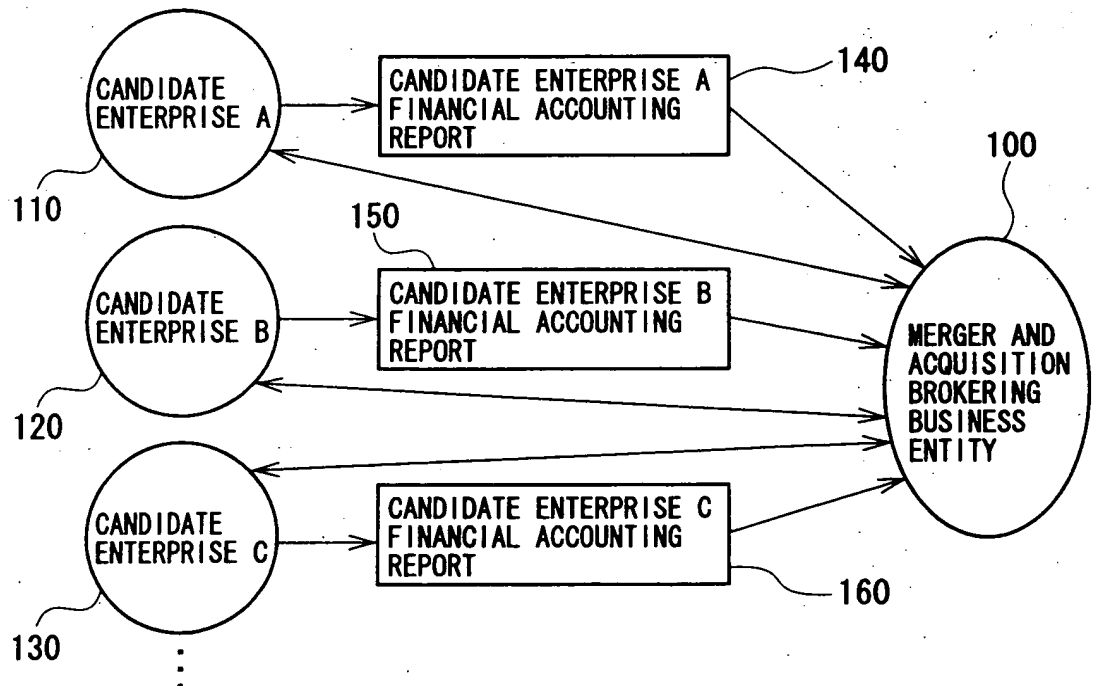 CANDIDATE
ENTERPRISE A
110
CANDIDATE ENTERPRISE A
FINANCIAL ACCOUNTING
REPORT
140
100
CANDIDATE
ENTERPRISE B
120
150
CANDIDATE ENTERPRISE B
FINANCIAL ACCOUNTING
REPORT
MERGER AND
ACQUISITION
BROKERING
BUSINESS
ENTITY
CANDIDATE
ENTERPRISE C
130
CANDIDATE ENTERPRISE C
FINANCIAL ACCOUNTING
REPORT
160